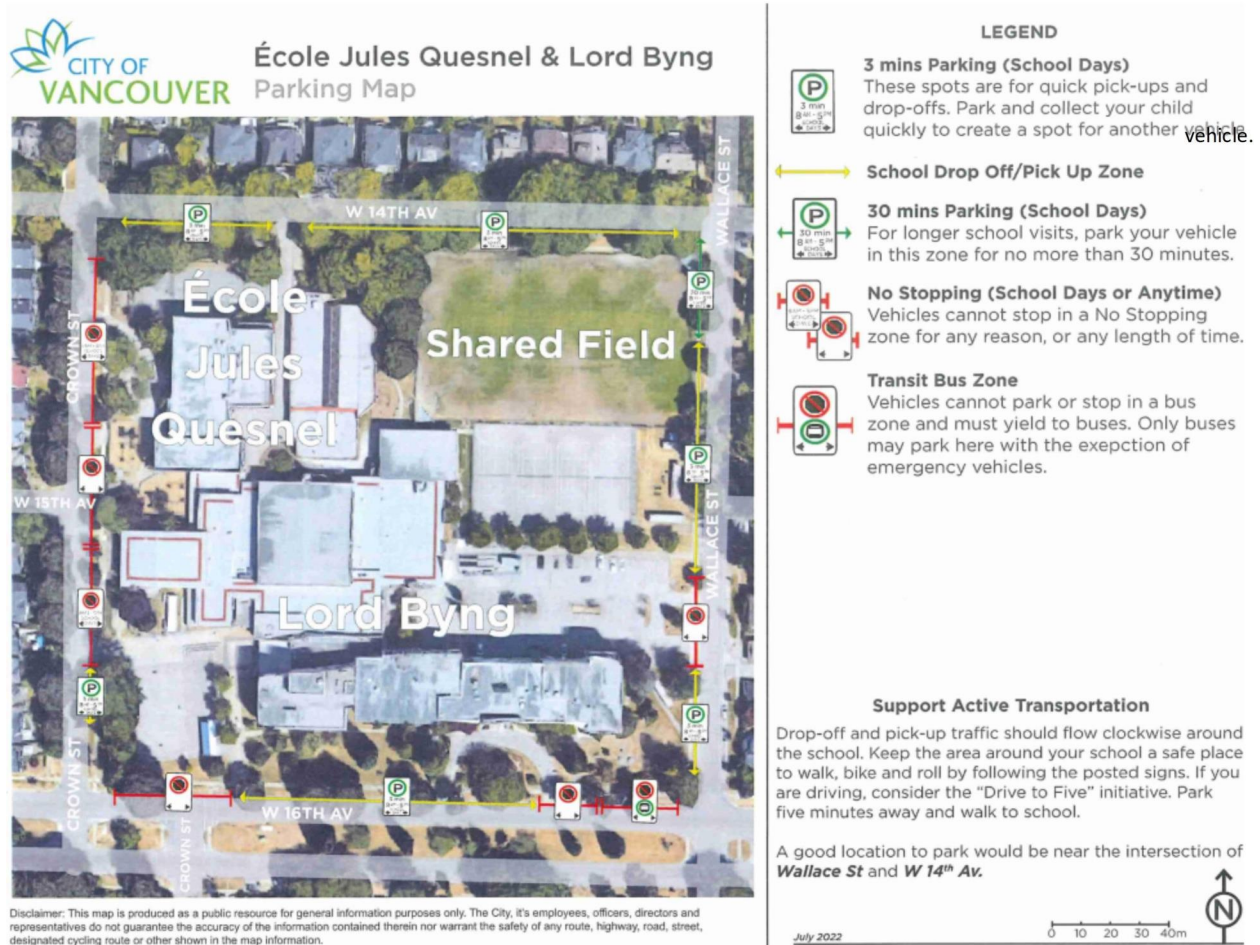 CITY OF
VANCOUVER
École Jules Quesnel & Lord Byng
Parking Map
W 14TH AV
WALLACE ST
CROWN ST
École
Jules
Quesnel
Shared Field
W 15TH AV
WALLACE ST
Lord Byng
CROWN ST
W 16TH AV
CROWN ST
Disclaimer: This map is produced as a public resource for general information purposes only. The City, it's employees, officers, directors and
representatives do not guarantee the accuracy of the information contained therein nor warrant the safety of any route, highway, road, street,
designated cycling route or other shown in the map information.
LEGEND
P
3 min
8 AM - 5 PM
SCHOOL
DAYS
3 mins Parking (School Days)
These spots are for quick pick-ups and
drop-offs. Park and collect your child
quickly to create a spot for another vehicle.
vehicle.
School Drop Off/Pick Up Zone
P
30 min
8 AM - 5 PM
SCHOOL
DAYS
30 mins Parking (School Days)
For longer school visits, park your vehicle
in this zone for no more than 30 minutes.
No Stopping (School Days or Anytime)
Vehicles cannot stop in a No Stopping
zone for any reason, or any length of time.
Transit Bus Zone
Vehicles cannot park or stop in a bus
zone and must yield to buses. Only buses
may park here with the exepction of
emergency vehicles.
Support Active Transportation
Drop-off and pick-up traffic should flow clockwise around
the school. Keep the area around your school a safe place
to walk, bike and roll by following the posted signs. If you
are driving, consider the “Drive to Five” initiative. Park
five minutes away and walk to school.
A good location to park would be near the intersection of
Wallace St and W 14th Av.
N
0 10 20 30 40m
July 2022